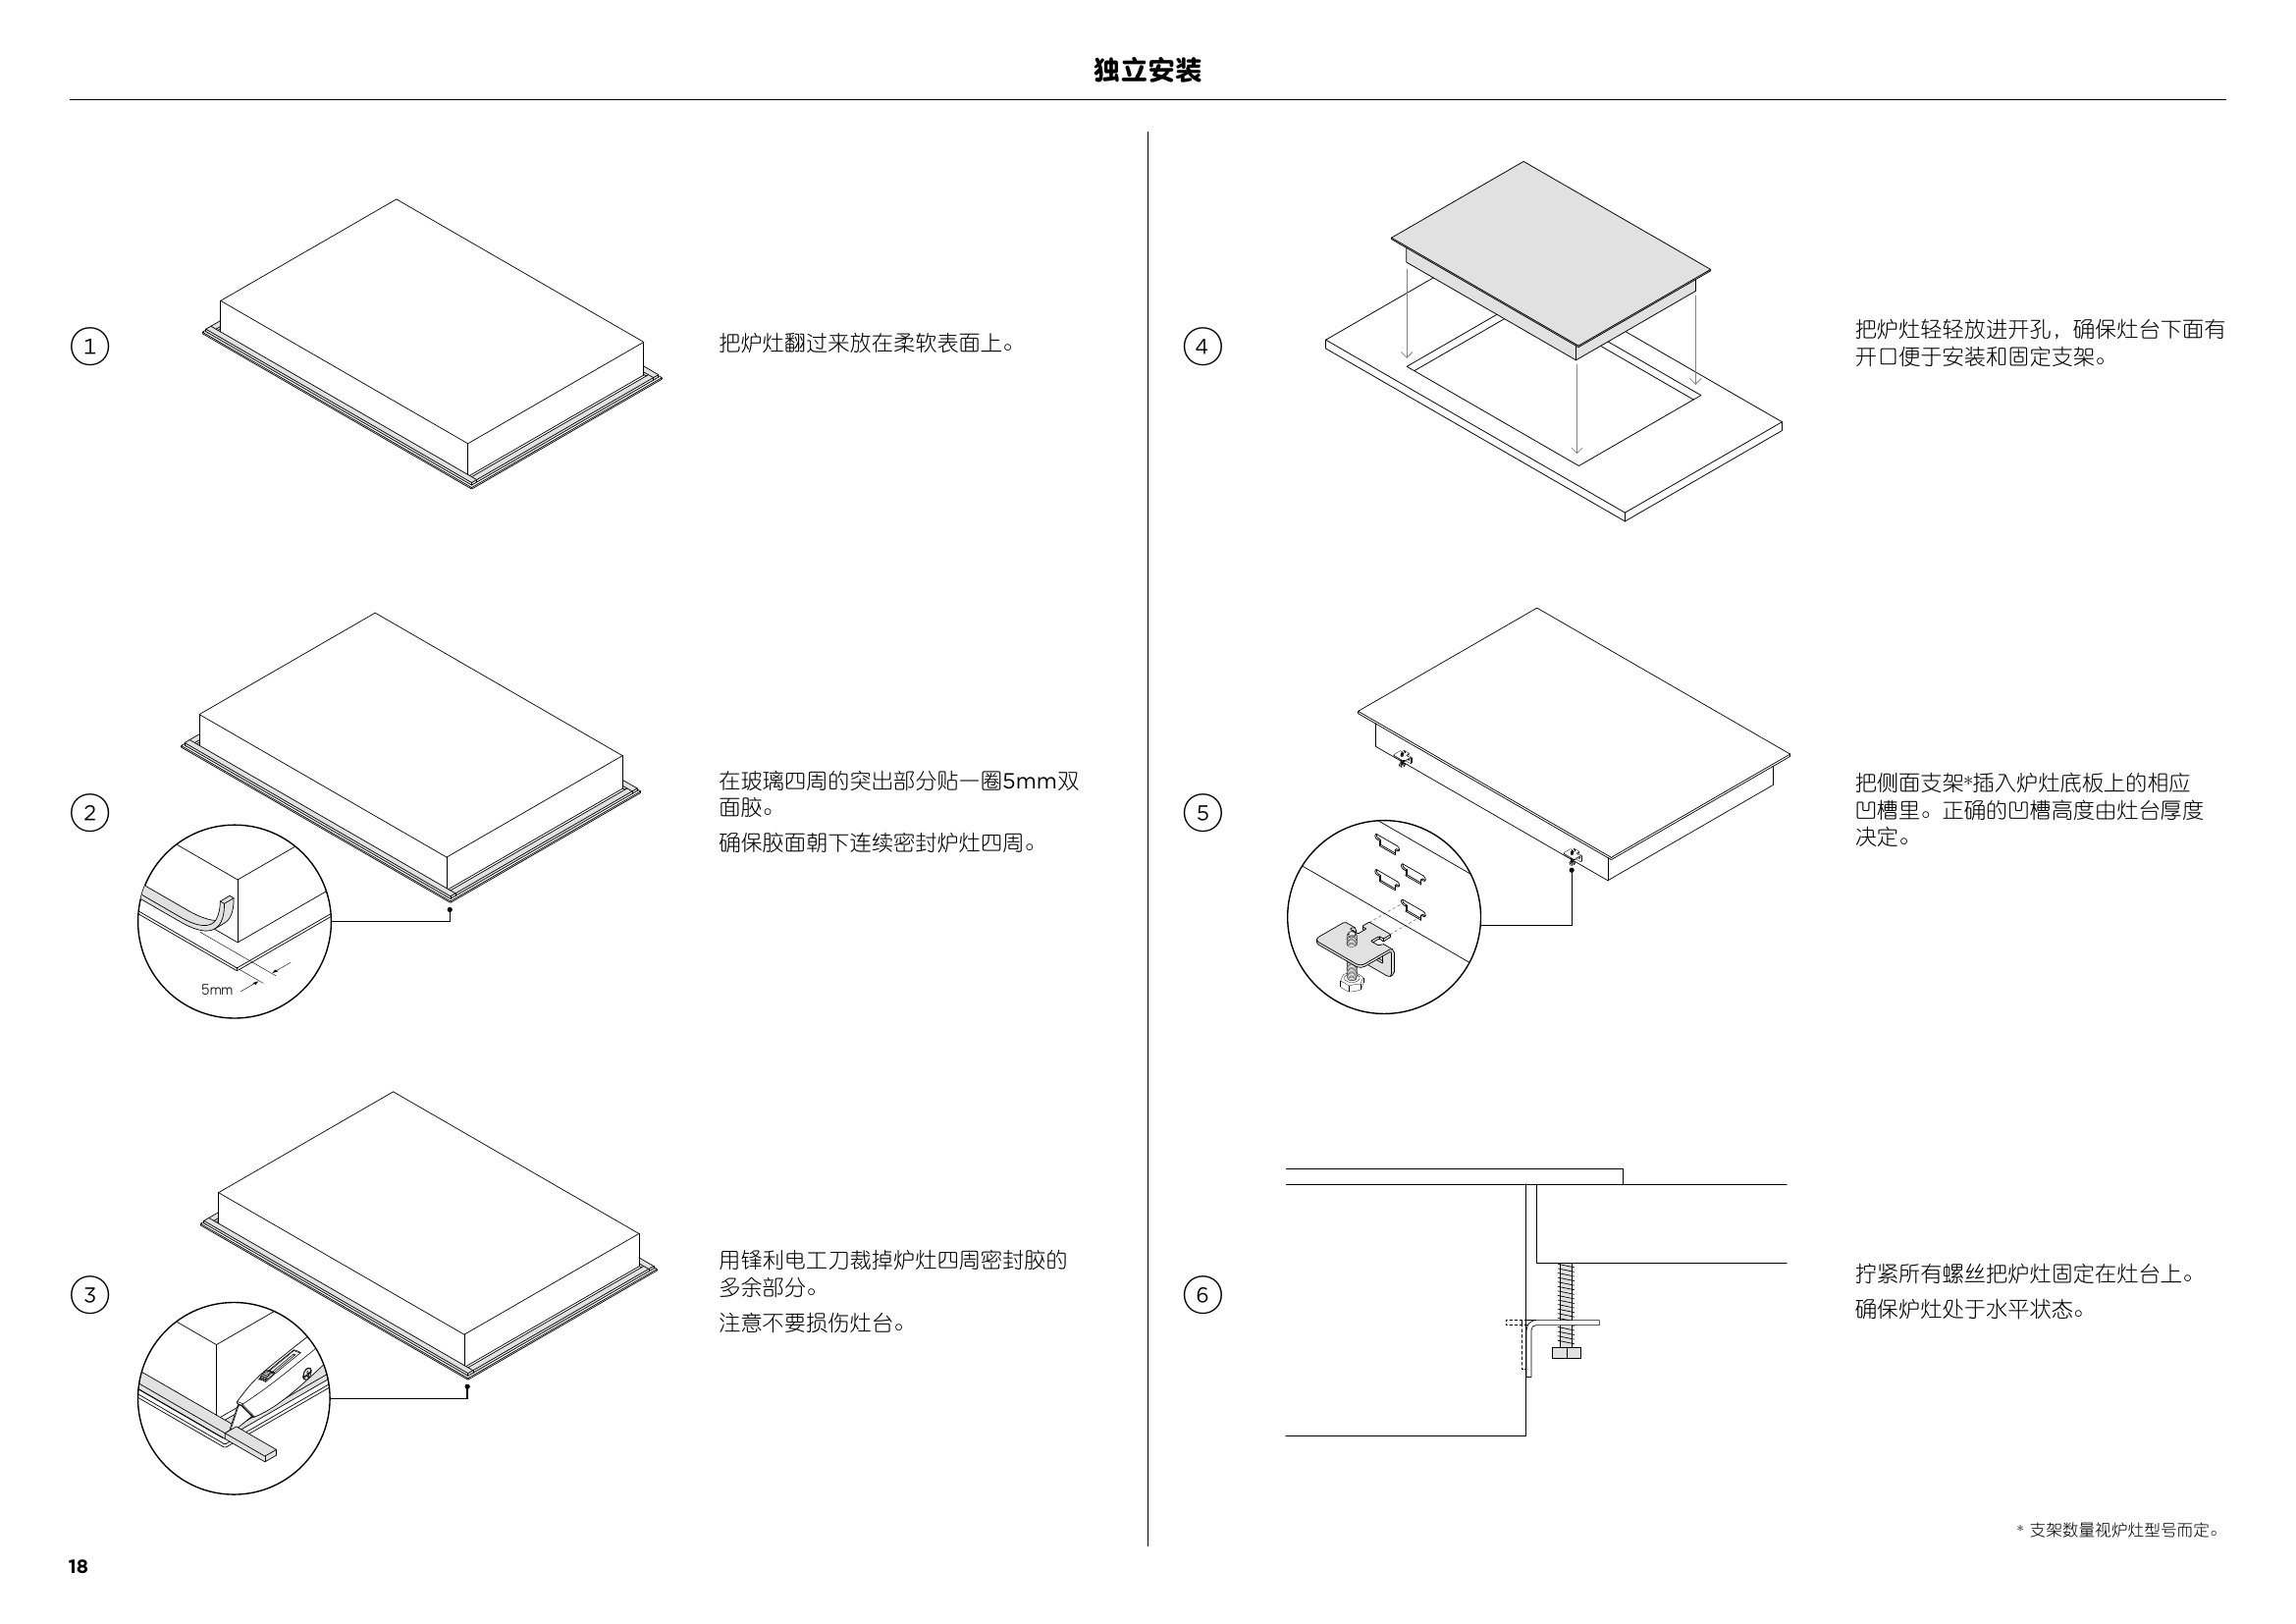 独立安装
1
把炉灶翻过来放在柔软表面上。
2
在玻璃四周的突出部分贴一圈5mm双
面胶。
确保胶面朝下连续密封炉灶四周。
5mm
3
用锋利电工刀裁掉炉灶四周密封胶的
多余部分。
注意不要损伤灶台。
4
把炉灶轻轻放进开孔，确保灶台下面有
开口便于安装和固定支架。
5
把侧面支架*插入炉灶底板上的相应
凹槽里。正确的凹槽高度由灶台厚度
决定。
6
拧紧所有螺丝把炉灶固定在灶台上。
确保炉灶处于水平状态。
* 支架数量视炉灶型号而定。
18